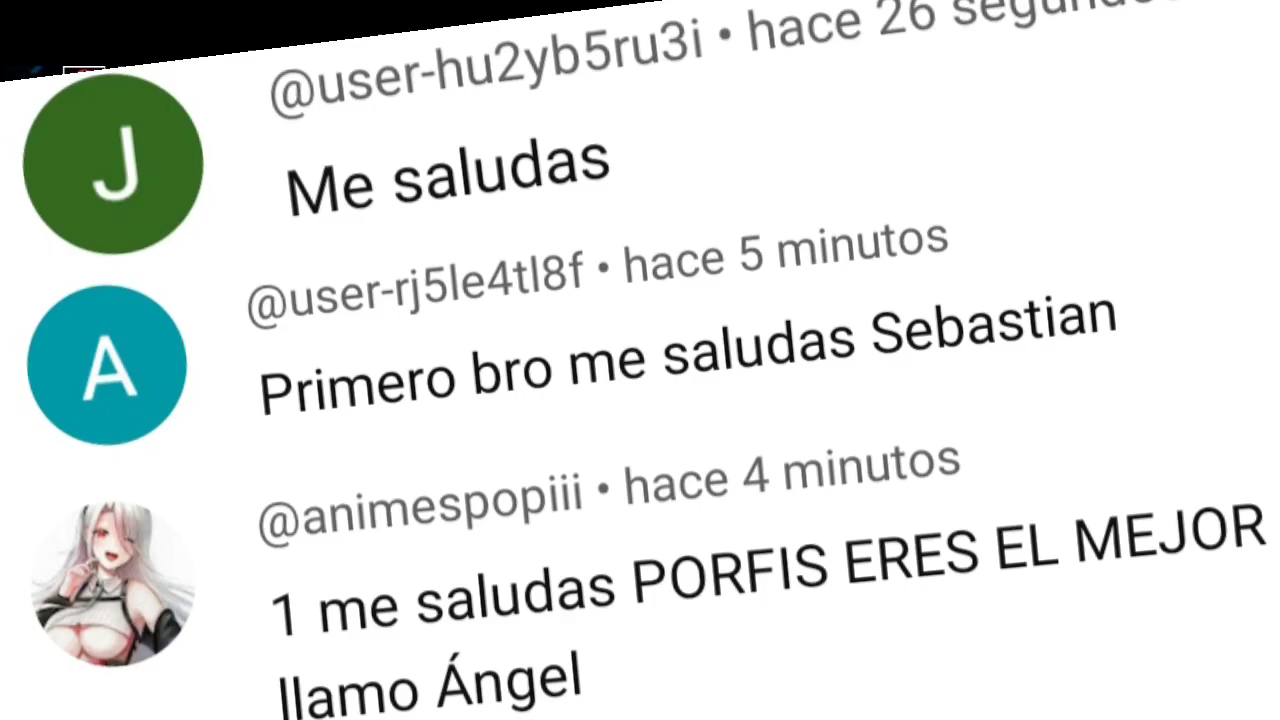 @user-hu2yb5ru3i • hace 26 segundos
J
Me saludas
@user-rj5le4tl8f • hace 5 minutos
A
Primero bro me saludas Sebastian
@animespopiii • hace 4 minutos
1 me saludas PORFIS ERES EL MEJOR
llamo Ángel